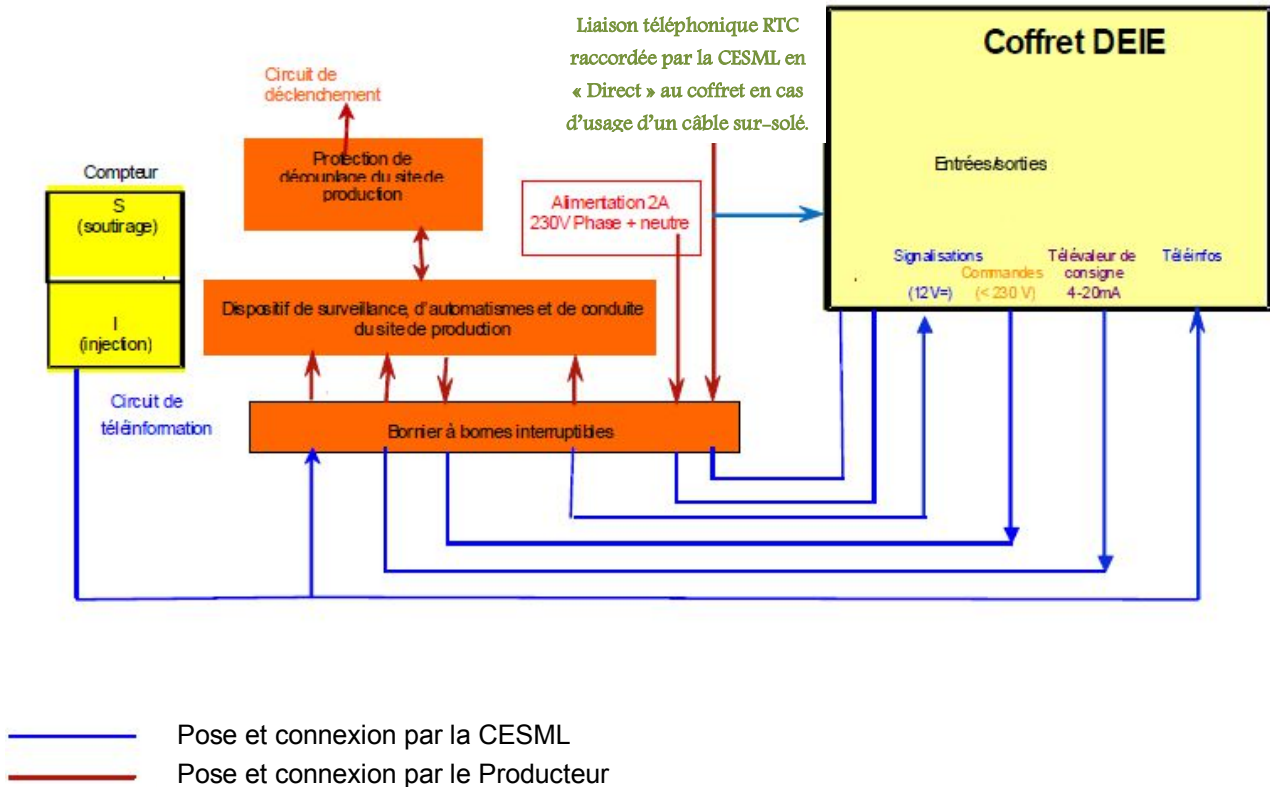 Liaison téléphonique RTC
raccordée par la CESML en
« Direct » au coffret en cas
d'usage d'un câble sur-solé.
Coffret DEIE
Circuit de
déclenchement
Protection de
découplage du site de
production
Compteur
S
(soutirage)
I
(injection)
Alimentation 2A
230V Phase + neutre
Entrées/sorties
Signalisations
(12V=)
Commandes
(< 230 V)
Télévaleur de
consigne
4-20mA
Téléinfos
Dispositif de surveillance, d'automatismes et de conduite
du site de production
Circuit de
téléinformation
Bornier à bornes interruptibles
Pose et connexion par la CESML
Pose et connexion par le Producteur